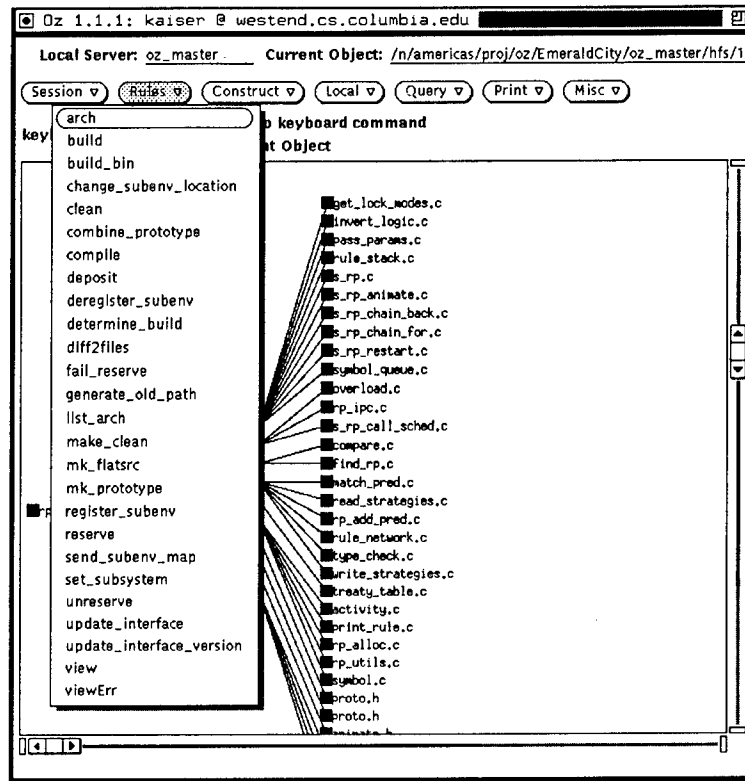 Oz 1.1.1: kaiser @ westend.cs.columbia.edu
Local Server: oz_master Current Object: /n/americas/proj/oz/EmeraldCity/oz_master/hfs/1
Session Rules Construct Local Query Print Misc
arch
build
build_bin
change_subenv_location
clean
combine_prototype
compile
deposit
deregister_subenv
determine_build
diff2files
fail_reserve
generate_old_path
list_arch
make_clean
mk_flatsrc
mk_prototype
register_subenv
reserve
send_subenv_map
set_subsystem
unreserve
update_interface
update_interface_version
view
viewErr
keyboard command
Object
get_lock_modes.c
invert_logic.c
pass_params.c
rule_stack.c
s_rp.c
s_rp_animate.c
s_rp_chain_back.c
s_rp_chain_for.c
s_rp_restart.c
symbol_queue.c
overload.c
rp_ipc.c
s_rp_call_sched.c
compare.c
find_rp.c
match_pred.c
read_strategies.c
rp_add_pred.c
rule_network.c
type_check.c
write_strategies.c
treaty_table.c
activity.c
print_rule.c
rp_alloc.c
rp_utils.c
symbol.c
proto.h
proto.h